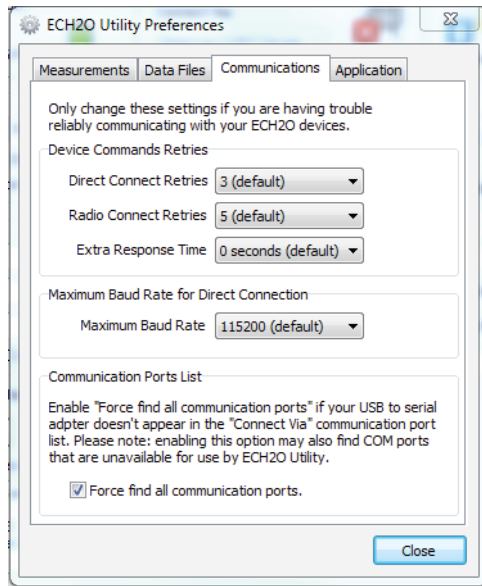 ECH2O Utility Preferences
Measurements Data Files Communications Application
Only change these settings if you are having trouble
reliably communicating with your ECH2O devices.
Device Commands Retries
Direct Connect Retries 3 (default)
Radio Connect Retries 5 (default)
Extra Response Time 0 seconds (default)
Maximum Baud Rate for Direct Connection
Maximum Baud Rate 115200 (default)
Communication Ports List
Enable "Force find all communication ports" if your USB to serial
adpter doesn't appear in the "Connect Via" communication port
list. Please note: enabling this option may also find COM ports
that are unavailable for use by ECH2O Utility.
Force find all communication ports.
Close